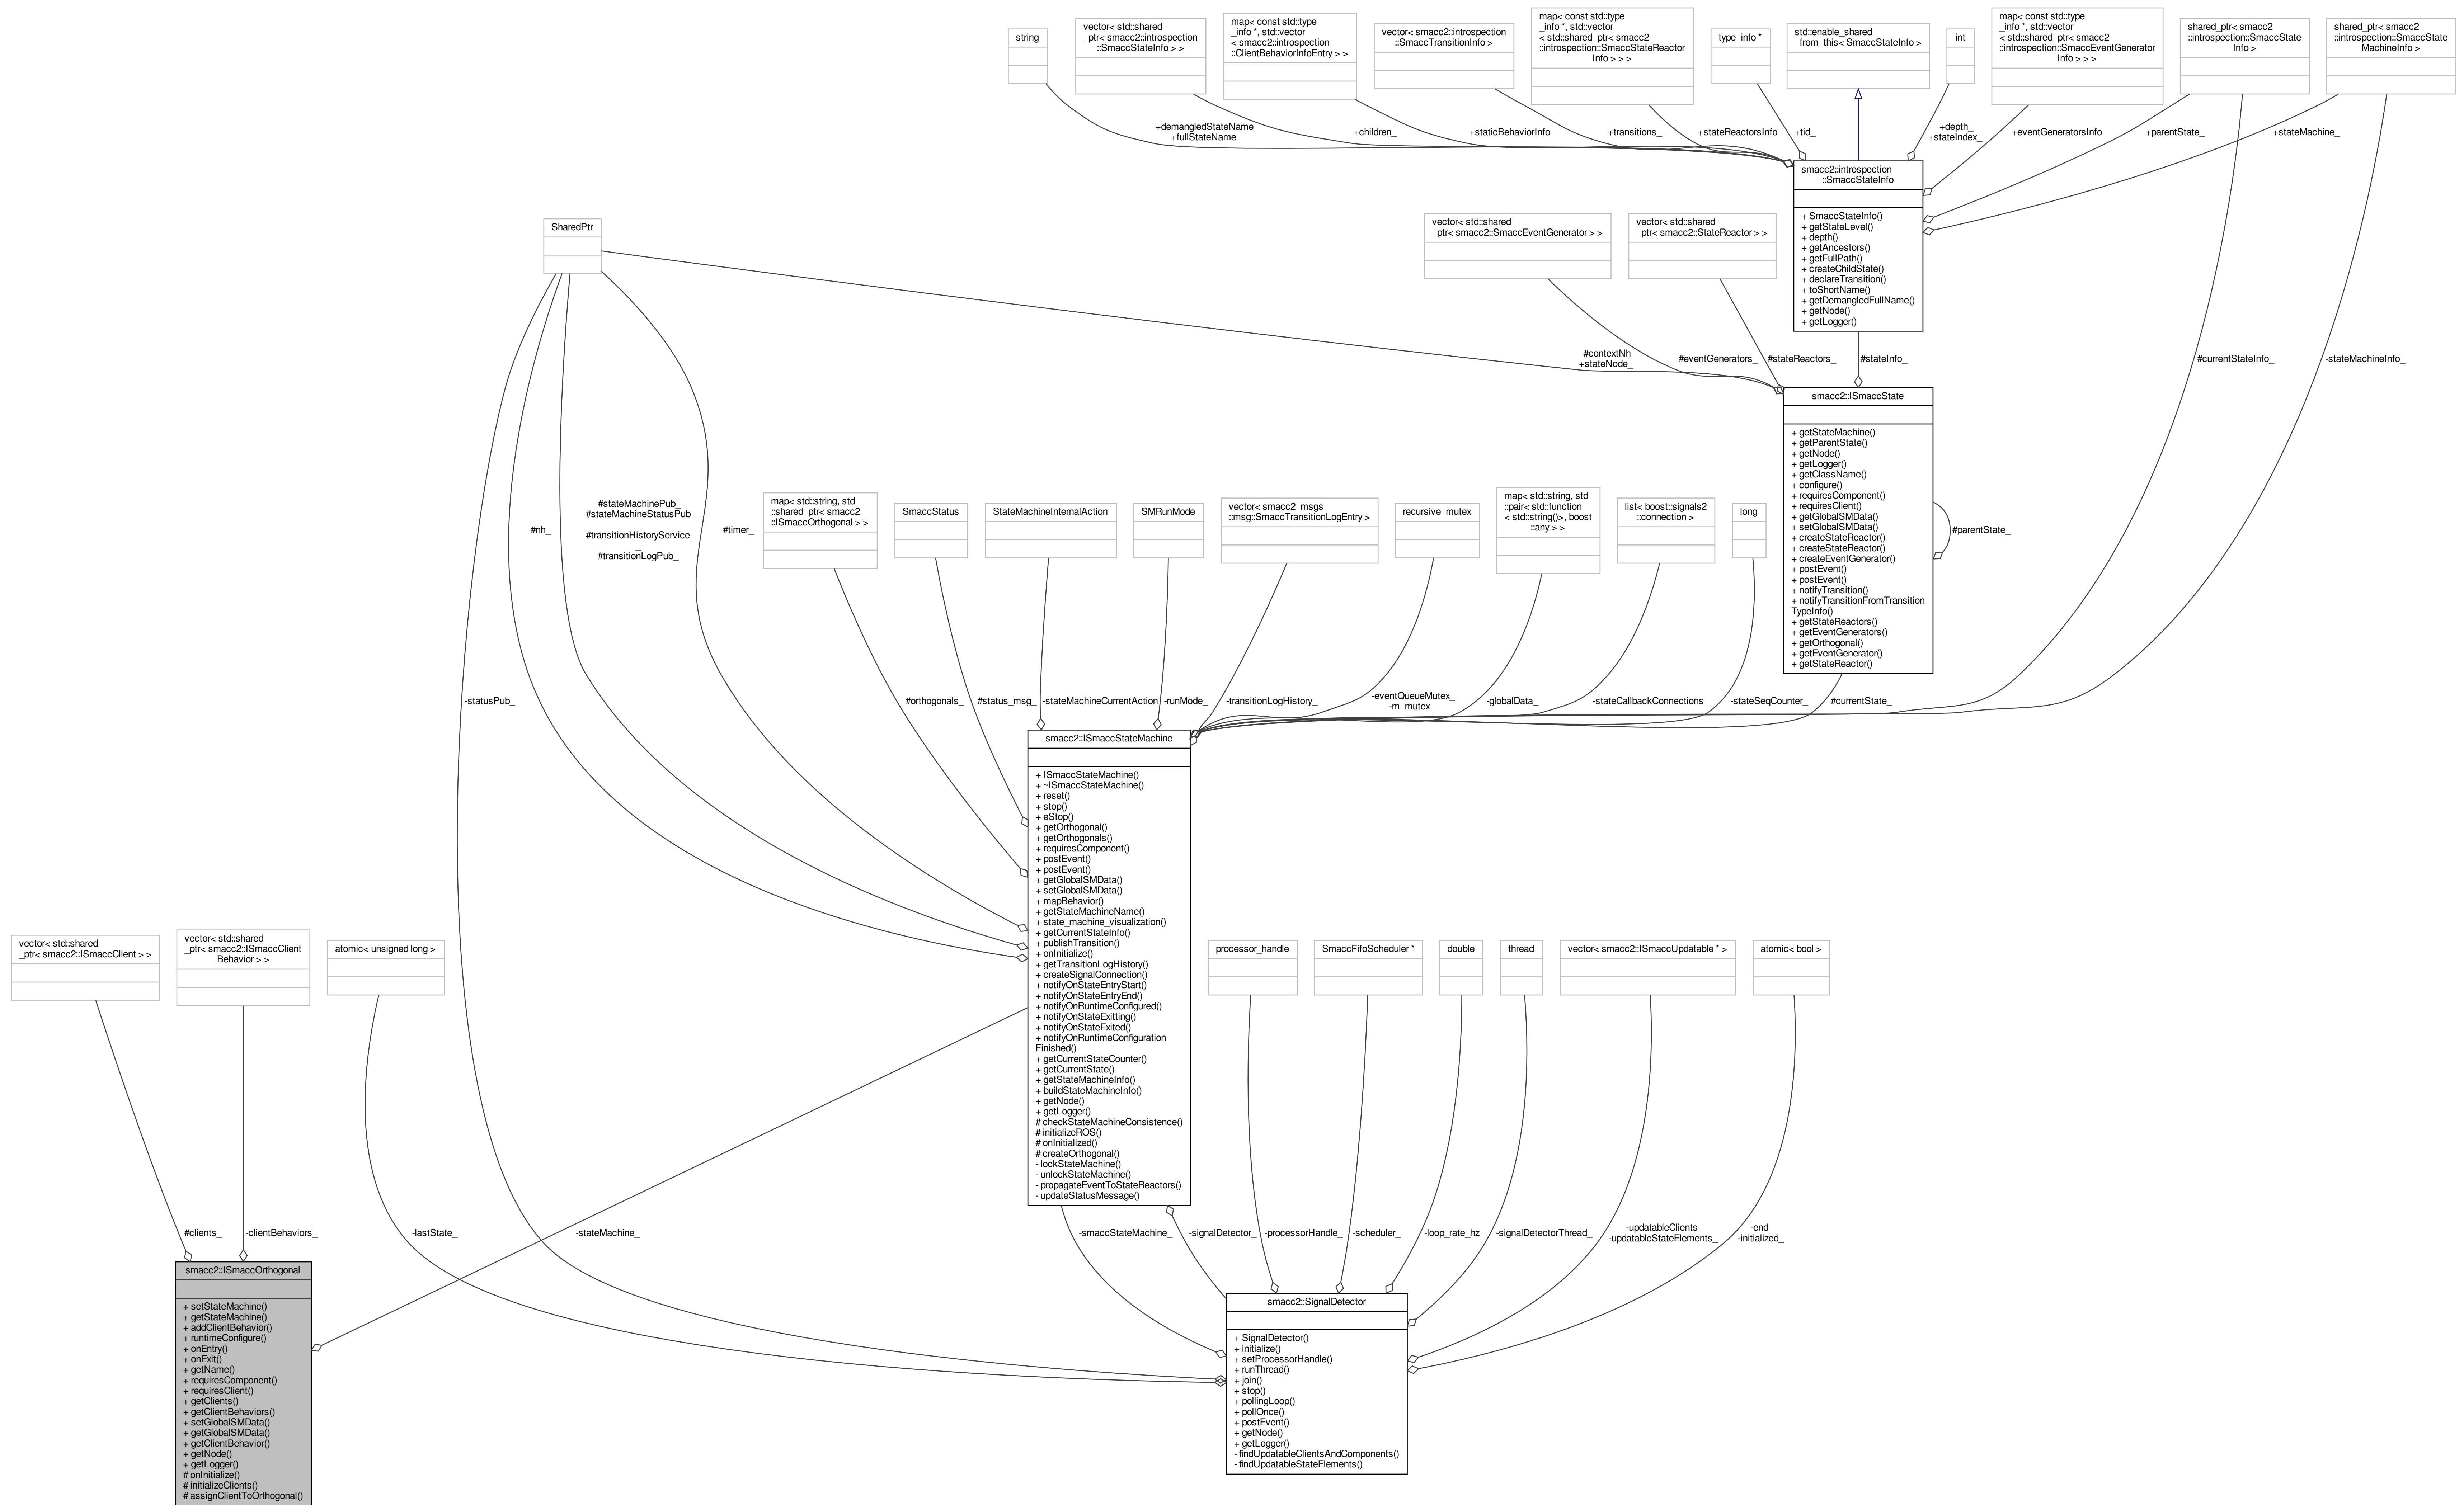 string
vector< std::shared
_ptr< smacc2::introspection
::SmaccStateInfo > >
map< const std::type
_info *, std::vector
< smacc2::introspection
::ClientBehaviorInfoEntry > >
vector< smacc2::introspection
::SmaccTransitionInfo >
map< const std::type
_info *, std::vector
< std::shared_ptr< smacc2
::introspection::SmaccStateReactor
Info > > >
type_info *
std::enable_shared
_from_this< SmaccStateInfo >
int
map< const std::type
_info *, std::vector
< std::shared_ptr< smacc2
::introspection::SmaccEventGenerator
Info > > >
shared_ptr< smacc2
::introspection::SmaccState
Info >
shared_ptr< smacc2
::introspection::SmaccState
MachineInfo >
+demangledStateName
+fullStateName
+children_
+staticBehaviorInfo
+transitions_
+stateReactorsInfo
+tid_
+depth_
+stateIndex_
+eventGeneratorsInfo
+parentState_
+stateMachine_
smacc2::introspection
::SmaccStateInfo
+ SmaccStateInfo()
+ getStateLevel()
+ depth()
+ getAncestors()
+ getFullPath()
+ createChildState()
+ declareTransition()
+ toShortName()
+ getDemangledFullName()
+ getNode()
+ getLogger()
SharedPtr
vector< std::shared
_ptr< smacc2::SmaccEventGenerator > >
vector< std::shared
_ptr< smacc2::StateReactor > >
#contextNh
+stateNode_
#eventGenerators_
#stateReactors_
#stateInfo_
#currentStateInfo_
-stateMachineInfo_
smacc2::ISmaccState
+ getStateMachine()
+ getParentState()
+ getNode()
+ getLogger()
+ getClassName()
+ configure()
+ requiresComponent()
+ requiresClient()
+ getGlobalSMData()
+ setGlobalSMData()
+ createStateReactor()
+ createStateReactor()
+ createEventGenerator()
+ postEvent()
+ postEvent()
+ notifyTransition()
+ notifyTransitionFromTransition
TypeInfo()
+ getStateReactors()
+ getEventGenerators()
+ getOrthogonal()
+ getEventGenerator()
+ getStateReactor()
#parentState_
#nh_
#stateMachinePub_
#stateMachineStatusPub
_
#transitionHistoryService
_
#transitionLogPub_
#timer_
map< std::string, std
::shared_ptr< smacc2
::ISmaccOrthogonal > >
SmaccStatus
StateMachineInternalAction
SMRunMode
vector< smacc2_msgs
::msg::SmaccTransitionLogEntry >
recursive_mutex
map< std::string, std
::pair< std::function
< std::string()>, boost
::any > >
list< boost::signals2
::connection >
long
-statusPub_
#orthogonals_
#status_msg_
-stateMachineCurrentAction
-runMode_
-transitionLogHistory_
-eventQueueMutex_
-m_mutex_
-globalData_
-stateCallbackConnections
-stateSeqCounter_
#currentState_
smacc2::ISmaccStateMachine
+ ISmaccStateMachine()
+ ~ISmaccStateMachine()
+ reset()
+ stop()
+ eStop()
+ getOrthogonal()
+ getOrthogonals()
+ requiresComponent()
+ postEvent()
+ postEvent()
+ getGlobalSMData()
+ setGlobalSMData()
+ mapBehavior()
+ getStateMachineName()
+ state_machine_visualization()
+ getCurrentStateInfo()
+ publishTransition()
+ onInitialize()
+ getTransitionLogHistory()
+ createSignalConnection()
+ notifyOnStateEntryStart()
+ notifyOnStateEntryEnd()
+ notifyOnRuntimeConfigured()
+ notifyOnStateExitting()
+ notifyOnStateExited()
+ notifyOnRuntimeConfiguration
Finished()
+ getCurrentStateCounter()
+ getCurrentState()
+ getStateMachineInfo()
+ buildStateMachineInfo()
+ getNode()
+ getLogger()
# checkStateMachineConsistence()
# initializeROS()
# onInitialized()
# createOrthogonal()
- lockStateMachine()
- unlockStateMachine()
- propagateEventToStateReactors()
- updateStatusMessage()
vector< std::shared
_ptr< smacc2::ISmaccClient > >
vector< std::shared
_ptr< smacc2::ISmaccClient
Behavior > >
atomic< unsigned long >
processor_handle
SmaccFifoScheduler *
double
thread
vector< smacc2::ISmaccUpdatable * >
atomic< bool >
#clients_
-clientBehaviors_
-lastState_
-stateMachine_
-smaccStateMachine_
-signalDetector_
-processorHandle_
-scheduler_
-loop_rate_hz
-signalDetectorThread_
-updatableClients_
-updatableStateElements_
-end_
-initialized_
smacc2::ISmaccOrthogonal
+ setStateMachine()
+ getStateMachine()
+ addClientBehavior()
+ runtimeConfigure()
+ onEntry()
+ onExit()
+ getName()
+ requiresComponent()
+ requiresClient()
+ getClients()
+ getClientBehaviors()
+ setGlobalSMData()
+ getGlobalSMData()
+ getClientBehavior()
+ getNode()
+ getLogger()
# onInitialize()
# initializeClients()
# assignClientToOrthogonal()
smacc2::SignalDetector
+ SignalDetector()
+ initialize()
+ setProcessorHandle()
+ runThread()
+ join()
+ stop()
+ pollingLoop()
+ pollOnce()
+ postEvent()
+ getNode()
+ getLogger()
- findUpdatableClientsAndComponents()
- findUpdatableStateElements()